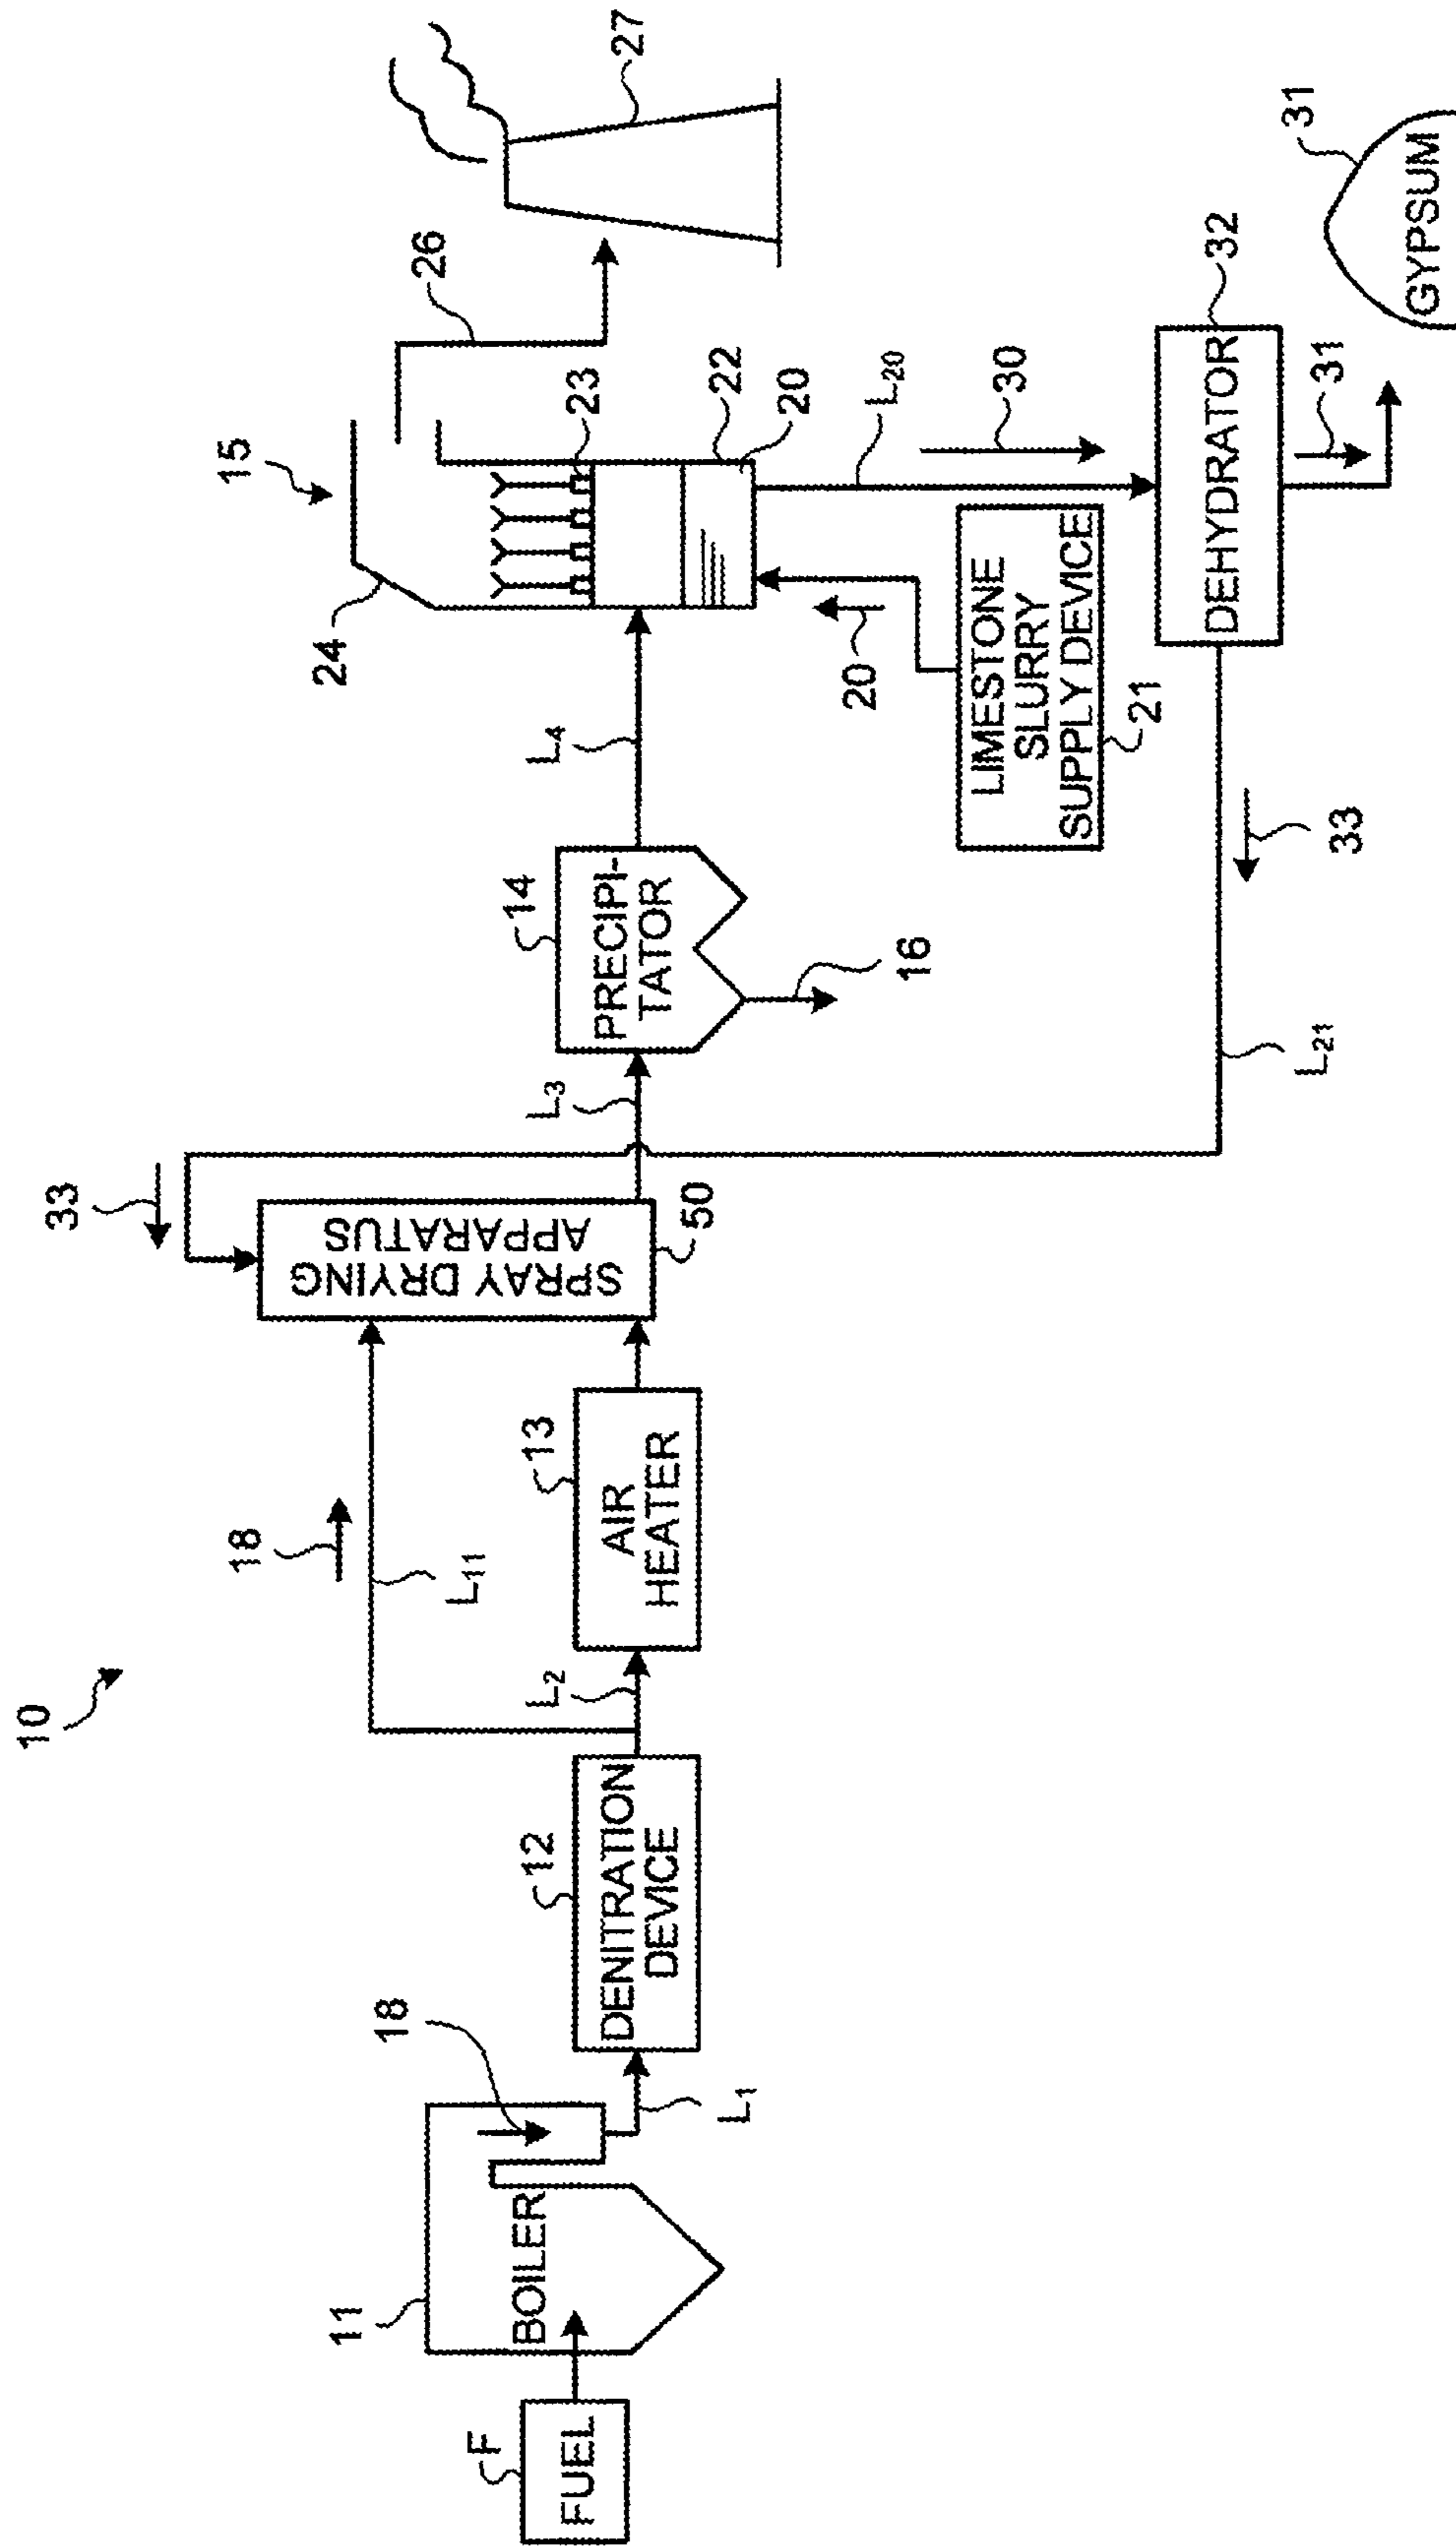 10
F
FUEL
11
BOILER
18
L1
12
DENITRATION
DEVICE
L2
18
L11
13
AIR
HEATER
33
SPRAY DRYING
APPARATUS
50
L3
14
PRECIPI-
TATOR
16
L4
15
24
23
22
20
20
LIMESTONE
SLURRY
SUPPLY DEVICE
21
26
27
L20
30
DEHYDRATOR
32
31
31
GYPSUM
33
L21